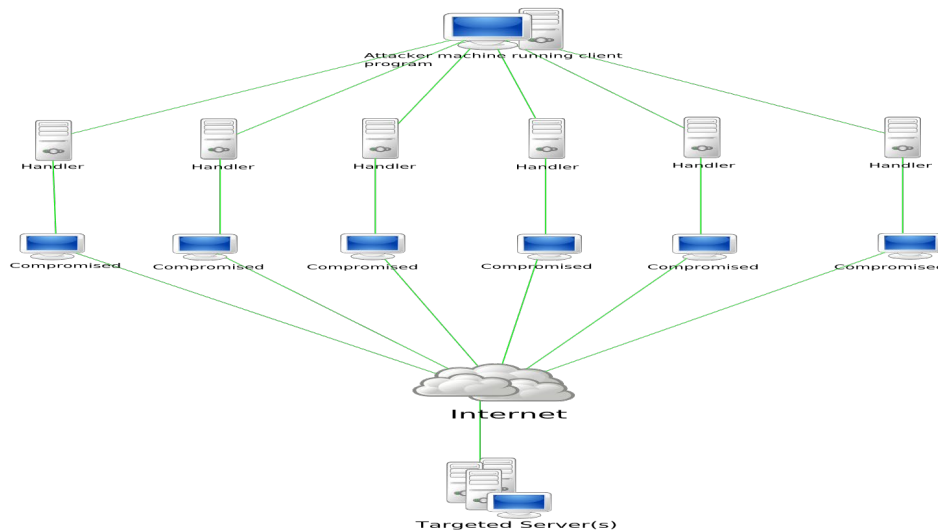 Attacker machine running client
program
Handler
Handler
Handler
Handler
Handler
Handler
Compromised
Compromised
Compromised
Compromised
Compromised
Compromised
Internet
Targeted Server(s)